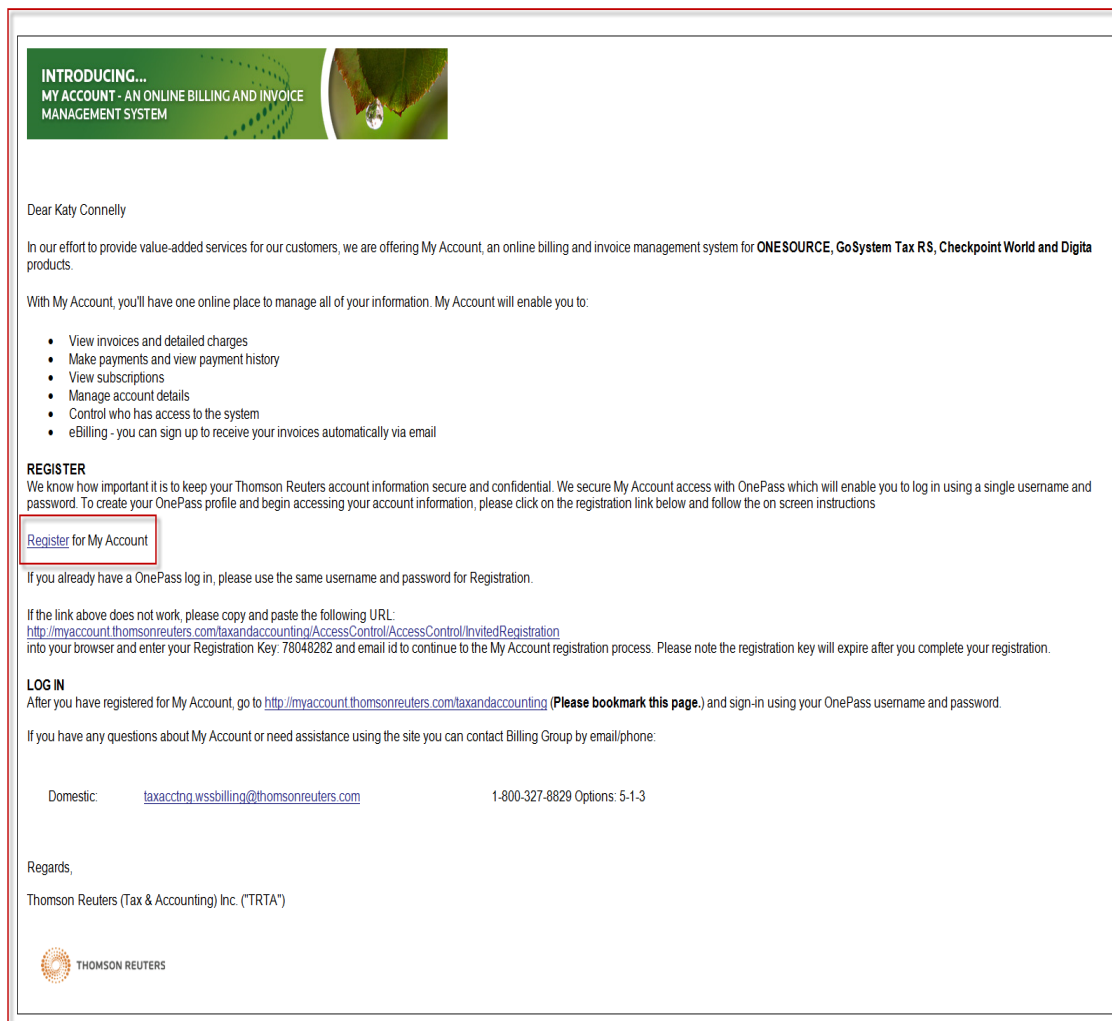 INTRODUCING...
MY ACCOUNT - AN ONLINE BILLING AND INVOICE
MANAGEMENT SYSTEM
Dear Katy Connelly
In our effort to provide value-added services for our customers, we are offering My Account, an online billing and invoice management system for ONESOURCE, GoSystem Tax RS, Checkpoint World and Digita
products.
With My Account, you'll have one online place to manage all of your information. My Account will enable you to:
• View invoices and detailed charges
• Make payments and view payment history
• View subscriptions
• Manage account details
• Control who has access to the system
• eBilling - you can sign up to receive your invoices automatically via email
REGISTER
We know how important it is to keep your Thomson Reuters account information secure and confidential. We secure My Account access with OnePass which will enable you to log in using a single username and
password. To create your OnePass profile and begin accessing your account information, please click on the registration link below and follow the on screen instructions
Register for My Account
If you already have a OnePass log in, please use the same username and password for Registration.
If the link above does not work, please copy and paste the following URL:
http://myaccount.thomsonreuters.com/taxandaccounting/AccessControl/AccessControl/InvitedRegistration
into your browser and enter your Registration Key: 78048282 and email id to continue to the My Account registration process. Please note the registration key will expire after you complete your registration.
LOG IN
After you have registered for My Account, go to http://myaccount.thomsonreuters.com/taxandaccounting (Please bookmark this page.) and sign-in using your OnePass username and password.
If you have any questions about My Account or need assistance using the site you can contact Billing Group by email/phone:
Domestic: taxacctng.wssbilling@thomsonreuters.com 1-800-327-8829 Options: 5-1-3
Regards,
Thomson Reuters (Tax & Accounting) Inc. ("TRTA")
THOMSON REUTERS